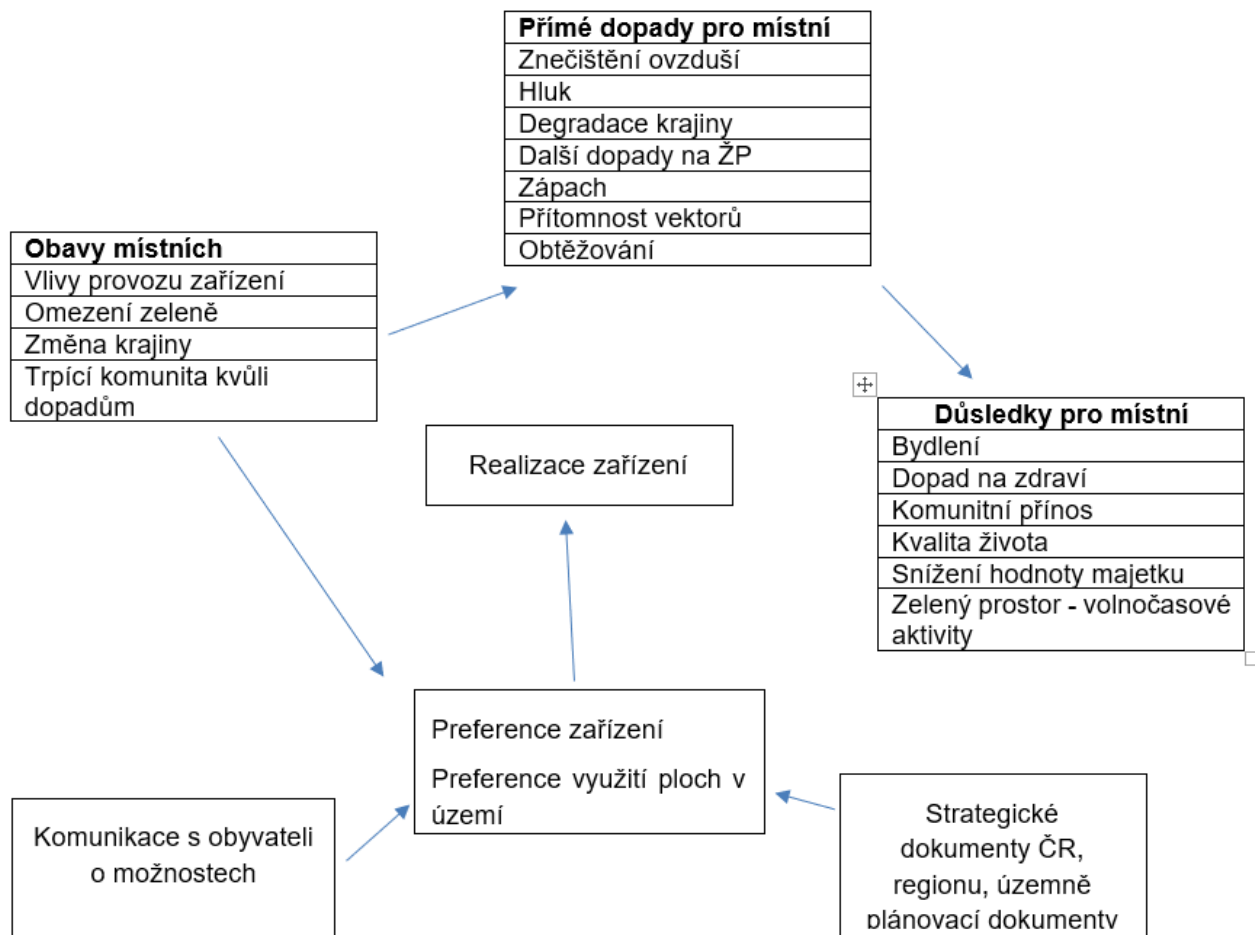 Přímé dopady pro místní
Znečištění ovzduší
Hluk
Degradace krajiny
Další dopady na ŽP
Zápach
Přítomnost vektorů
Obtěžování
Obavy místních
Vlivy provozu zařízení
Omezení zeleně
Změna krajiny
Trpící komunita kvůli
dopadům
Důsledky pro místní
Bydlení
Dopad na zdraví
Komunitní přínos
Kvalita života
Snížení hodnoty majetku
Zelený prostor - volnočasové
aktivity
Realizace zařízení
Preference zařízení
Preference využití ploch v
území
Komunikace s obyvateli
o možnostech
Strategické
dokumenty ČR,
regionu, územně
plánovací dokumenty